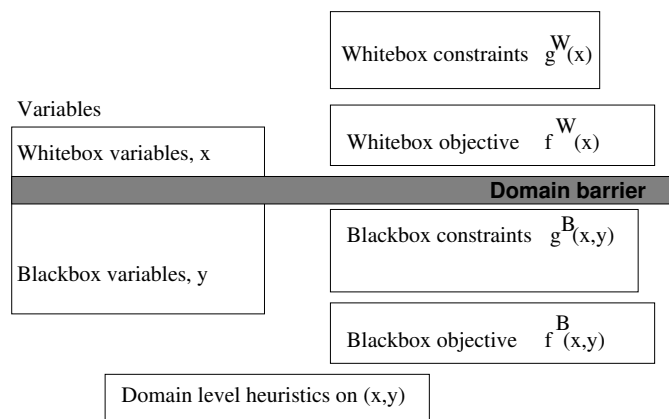 Whitebox constraints g^W(x)
Variables
Whitebox variables, x
Whitebox objective f^W(x)
Domain barrier
Blackbox constraints g^B(x,y)
Blackbox variables, y
Blackbox objective f^B(x,y)
Domain level heuristics on (x,y)